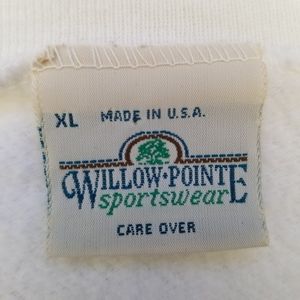 XL MADE IN U.S.A.
WILLOW·POINTE
sportswear
CARE OVER